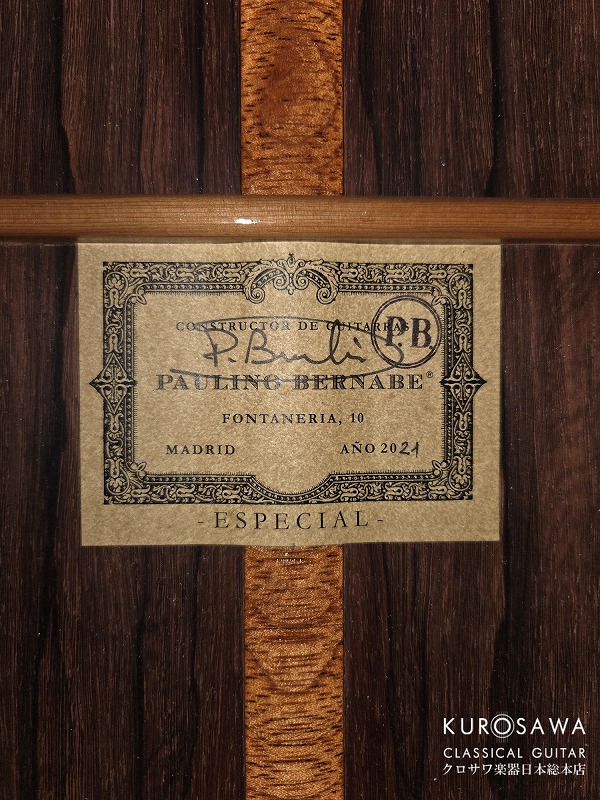 CONSTRUCTOR DE GUITARRAS
P.B.
P. Bernabé
PAULINO BERNABE®
FONTANERIA, 10
MADRID AÑO 2021
-ESPECIAL-
KUROSAWA
CLASSICAL GUITAR
クロサワ楽器日本総本店